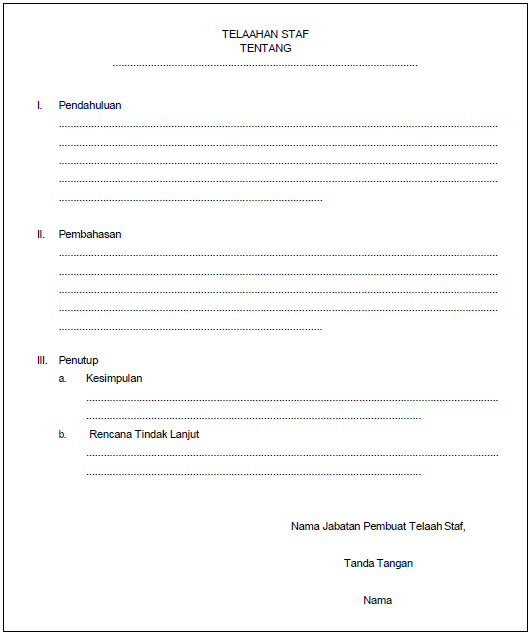 TELAAHAN STAF
TENTANG
........................................................................................................
I. Pendahuluan
......................................................................................................................................................
......................................................................................................................................................
......................................................................................................................................................
......................................................................................................................................................
..........................................................................................
II. Pembahasan
......................................................................................................................................................
......................................................................................................................................................
......................................................................................................................................................
......................................................................................................................................................
..........................................................................................
III. Penutup
a. Kesimpulan
............................................................................................................................................
..................................................................................................................
b. Rencana Tindak Lanjut
............................................................................................................................................
..................................................................................................................
Nama Jabatan Pembuat Telaah Staf,
Tanda Tangan
Nama